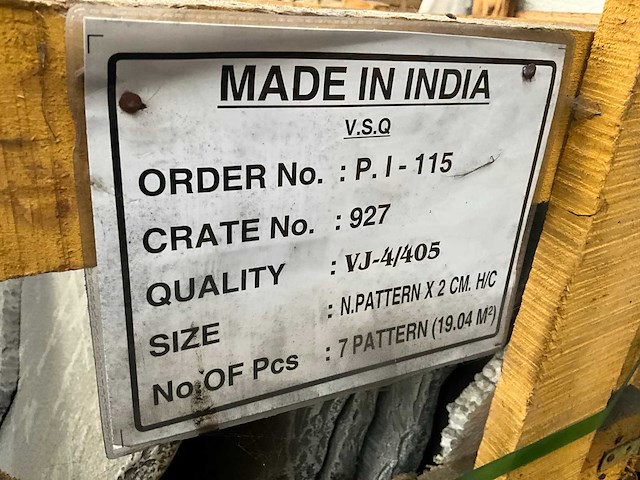 MADE IN INDIA
V.S.Q
ORDER No. : P. I - 115
CRATE No. : 927
QUALITY : VJ-4/405
SIZE : N.PATTERN X 2 CM. H/C
No OF Pcs : 7 PATTERN (19.04 M²)